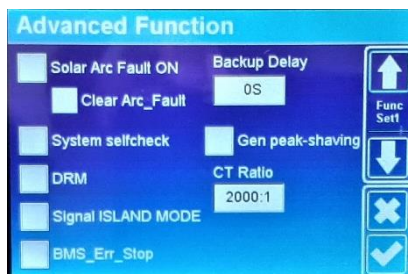 Advanced Function
Solar Arc Fault ON
Backup Delay
0S
Clear Arc_Fault
Func
Set1
System selfcheck
Gen peak-shaving
DRM
CT Ratio
2000:1
Signal ISLAND MODE
BMS_Err_Stop